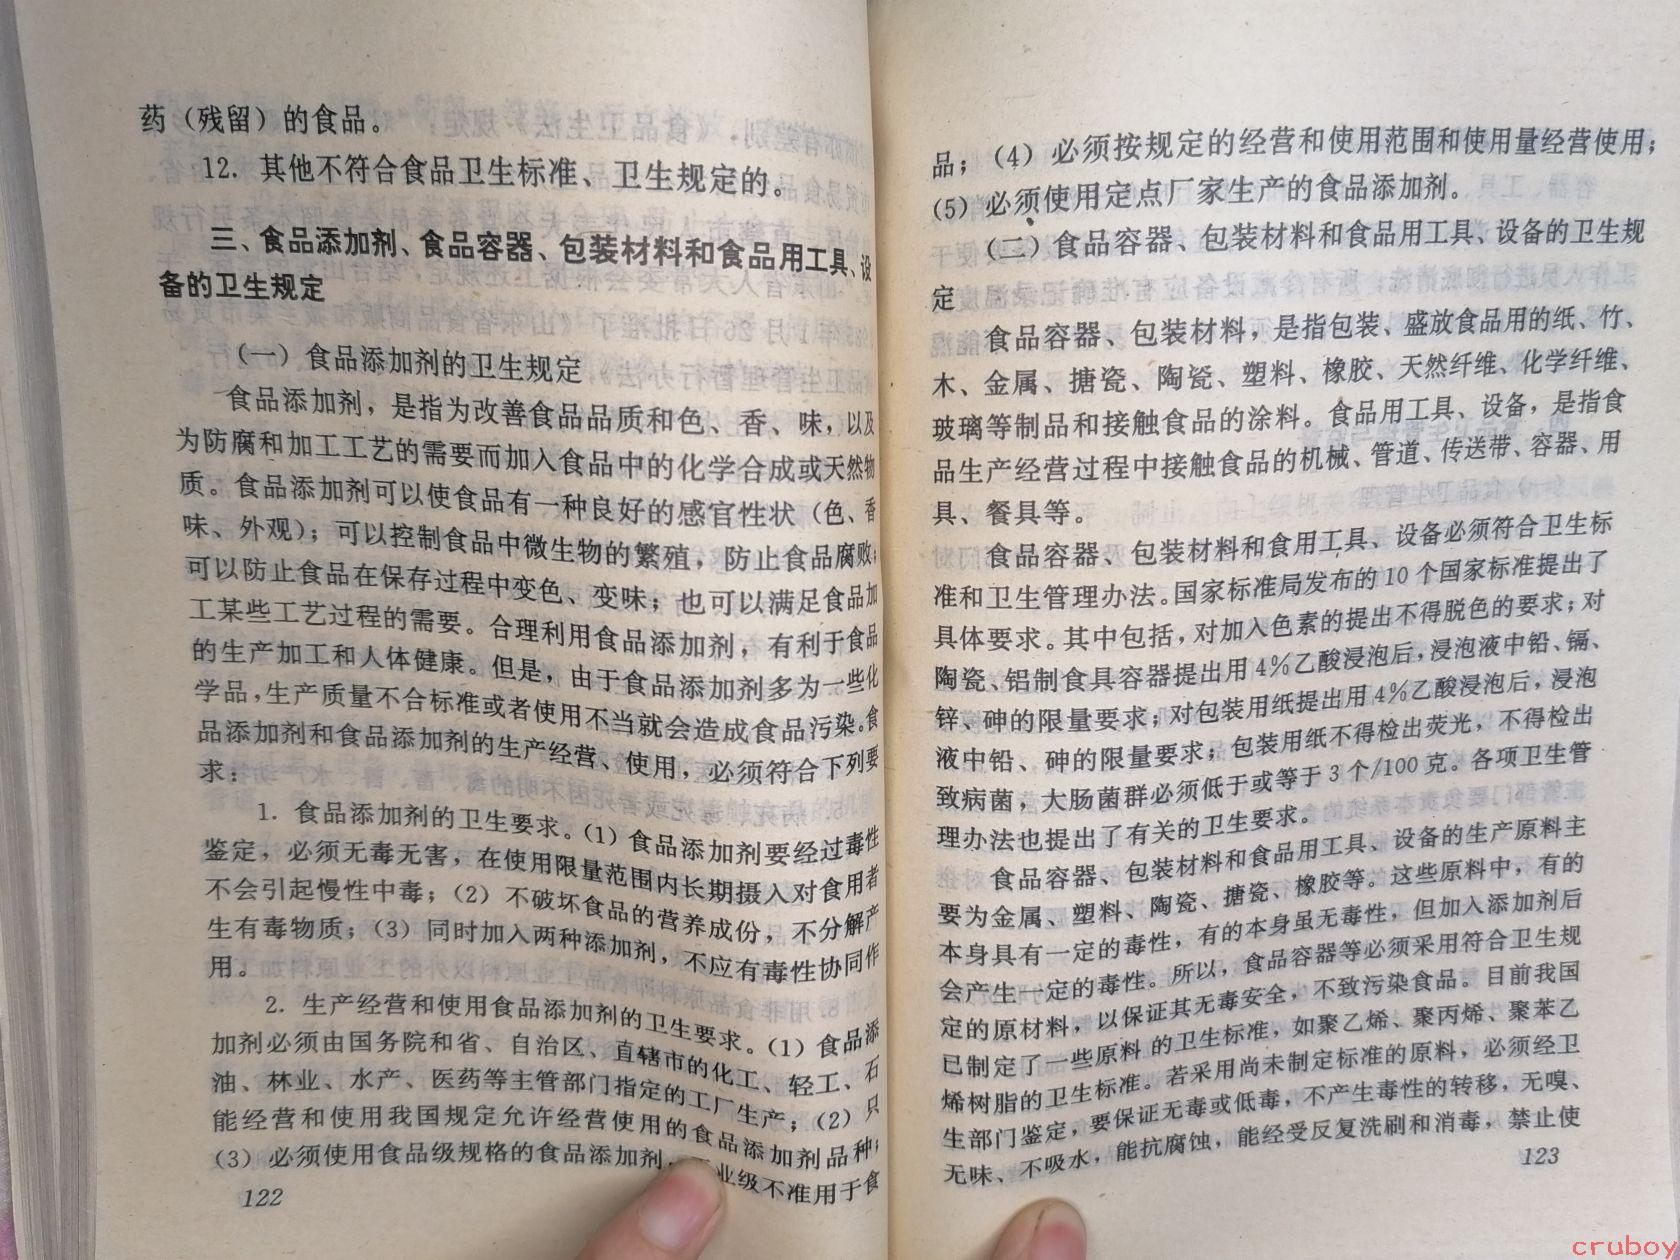 药（残留）的食品。
12. 其他不符合食品卫生标准、卫生规定的。
三、食品添加剂、食品容器、包装材料和食品用工具、设
备的卫生规定
（一）食品添加剂的卫生规定
食品添加剂，是指为改善食品品质和色、香、味，以及
为防腐和加工工艺的需要而加入食品中的化学合成或天然物
质。食品添加剂可以使食品有一种良好的感官性状（色、香
味、外观）；可以控制食品中微生物的繁殖，防止食品腐败；
可以防止食品在保存过程中变色、变味；也可以满足食品加
工某些工艺过程的需要。合理利用食品添加剂，有利于食品
的生产加工和人体健康。但是，由于食品添加剂多为一些化
学品，生产质量不合标准或者使用不当就会造成食品污染。食
品添加剂和食品添加剂的生产经营、使用，必须符合下列要
求：
1. 食品添加剂的卫生要求。（1）食品添加剂要经过毒性
鉴定，必须无毒无害，在使用限量范围内长期摄入对食用者
不会引起慢性中毒；（2）不破坏食品的营养成份，不分解产
生有毒物质；（3）同时加入两种添加剂，不应有毒性协同作
用。
2. 生产经营和使用食品添加剂的卫生要求。（1）食品添
加剂必须由国务院和省、自治区、直辖市的化工、轻工、石
油、林业、水产、医药等主管部门指定的工厂生产；（2）只
能经营和使用我国规定允许经营使用的食品添加剂品种；
（3）必须使用食品级规格的食品添加剂，业级不准用于食
122
品；（4）必须按规定的经营和使用范围和使用量经营使用；
（5）必须使用定点厂家生产的食品添加剂。
（二）食品容器、包装材料和食品用工具、设备的卫生规
定
食品容器、包装材料，是指包装、盛放食品用的纸、竹、
木、金属、搪瓷、陶瓷、塑料、橡胶、天然纤维、化学纤维、
玻璃等制品和接触食品的涂料。食品用工具、设备，是指食
品生产经营过程中接触食品的机械、管道、传送带、容器、用
具、餐具等。
食品容器、包装材料和食用工具、设备必须符合卫生标
准和卫生管理办法。国家标准局发布的 10 个国家标准提出了
具体要求。其中包括，对加入色素的提出不得脱色的要求；对
陶瓷、铝制食具容器提出用4%乙酸浸泡后，浸泡液中铅、镉、
锌、砷的限量要求；对包装用纸提出用4%乙酸浸泡后，浸泡
液中铅、砷的限量要求；包装用纸不得检出荧光，不得检出
致病菌，大肠菌群必须低于或等于 3 个/100 克。各项卫生管
理办法也提出了有关的卫生要求。
食品容器、包装材料和食品用工具、设备的生产原料主
要为金属、塑料、陶瓷、搪瓷、橡胶等。这些原料中，有的
本身具有一定的毒性，有的本身虽无毒性，但加入添加剂后
会产生一定的毒性。所以，食品容器等必须采用符合卫生规
定的原材料，以保证其无毒安全，不致污染食品。目前我国
已制定了一些原料的卫生标准，如聚乙烯、聚丙烯、聚苯乙
烯树脂的卫生标准。若采用尚未制定标准的原料，必须经卫
生部门鉴定，要保证无毒或低毒，不产生毒性的转移，无嗅、
无味、不吸水，能抗腐蚀，能经受反复洗刷和消毒，禁止使
123
cruboy